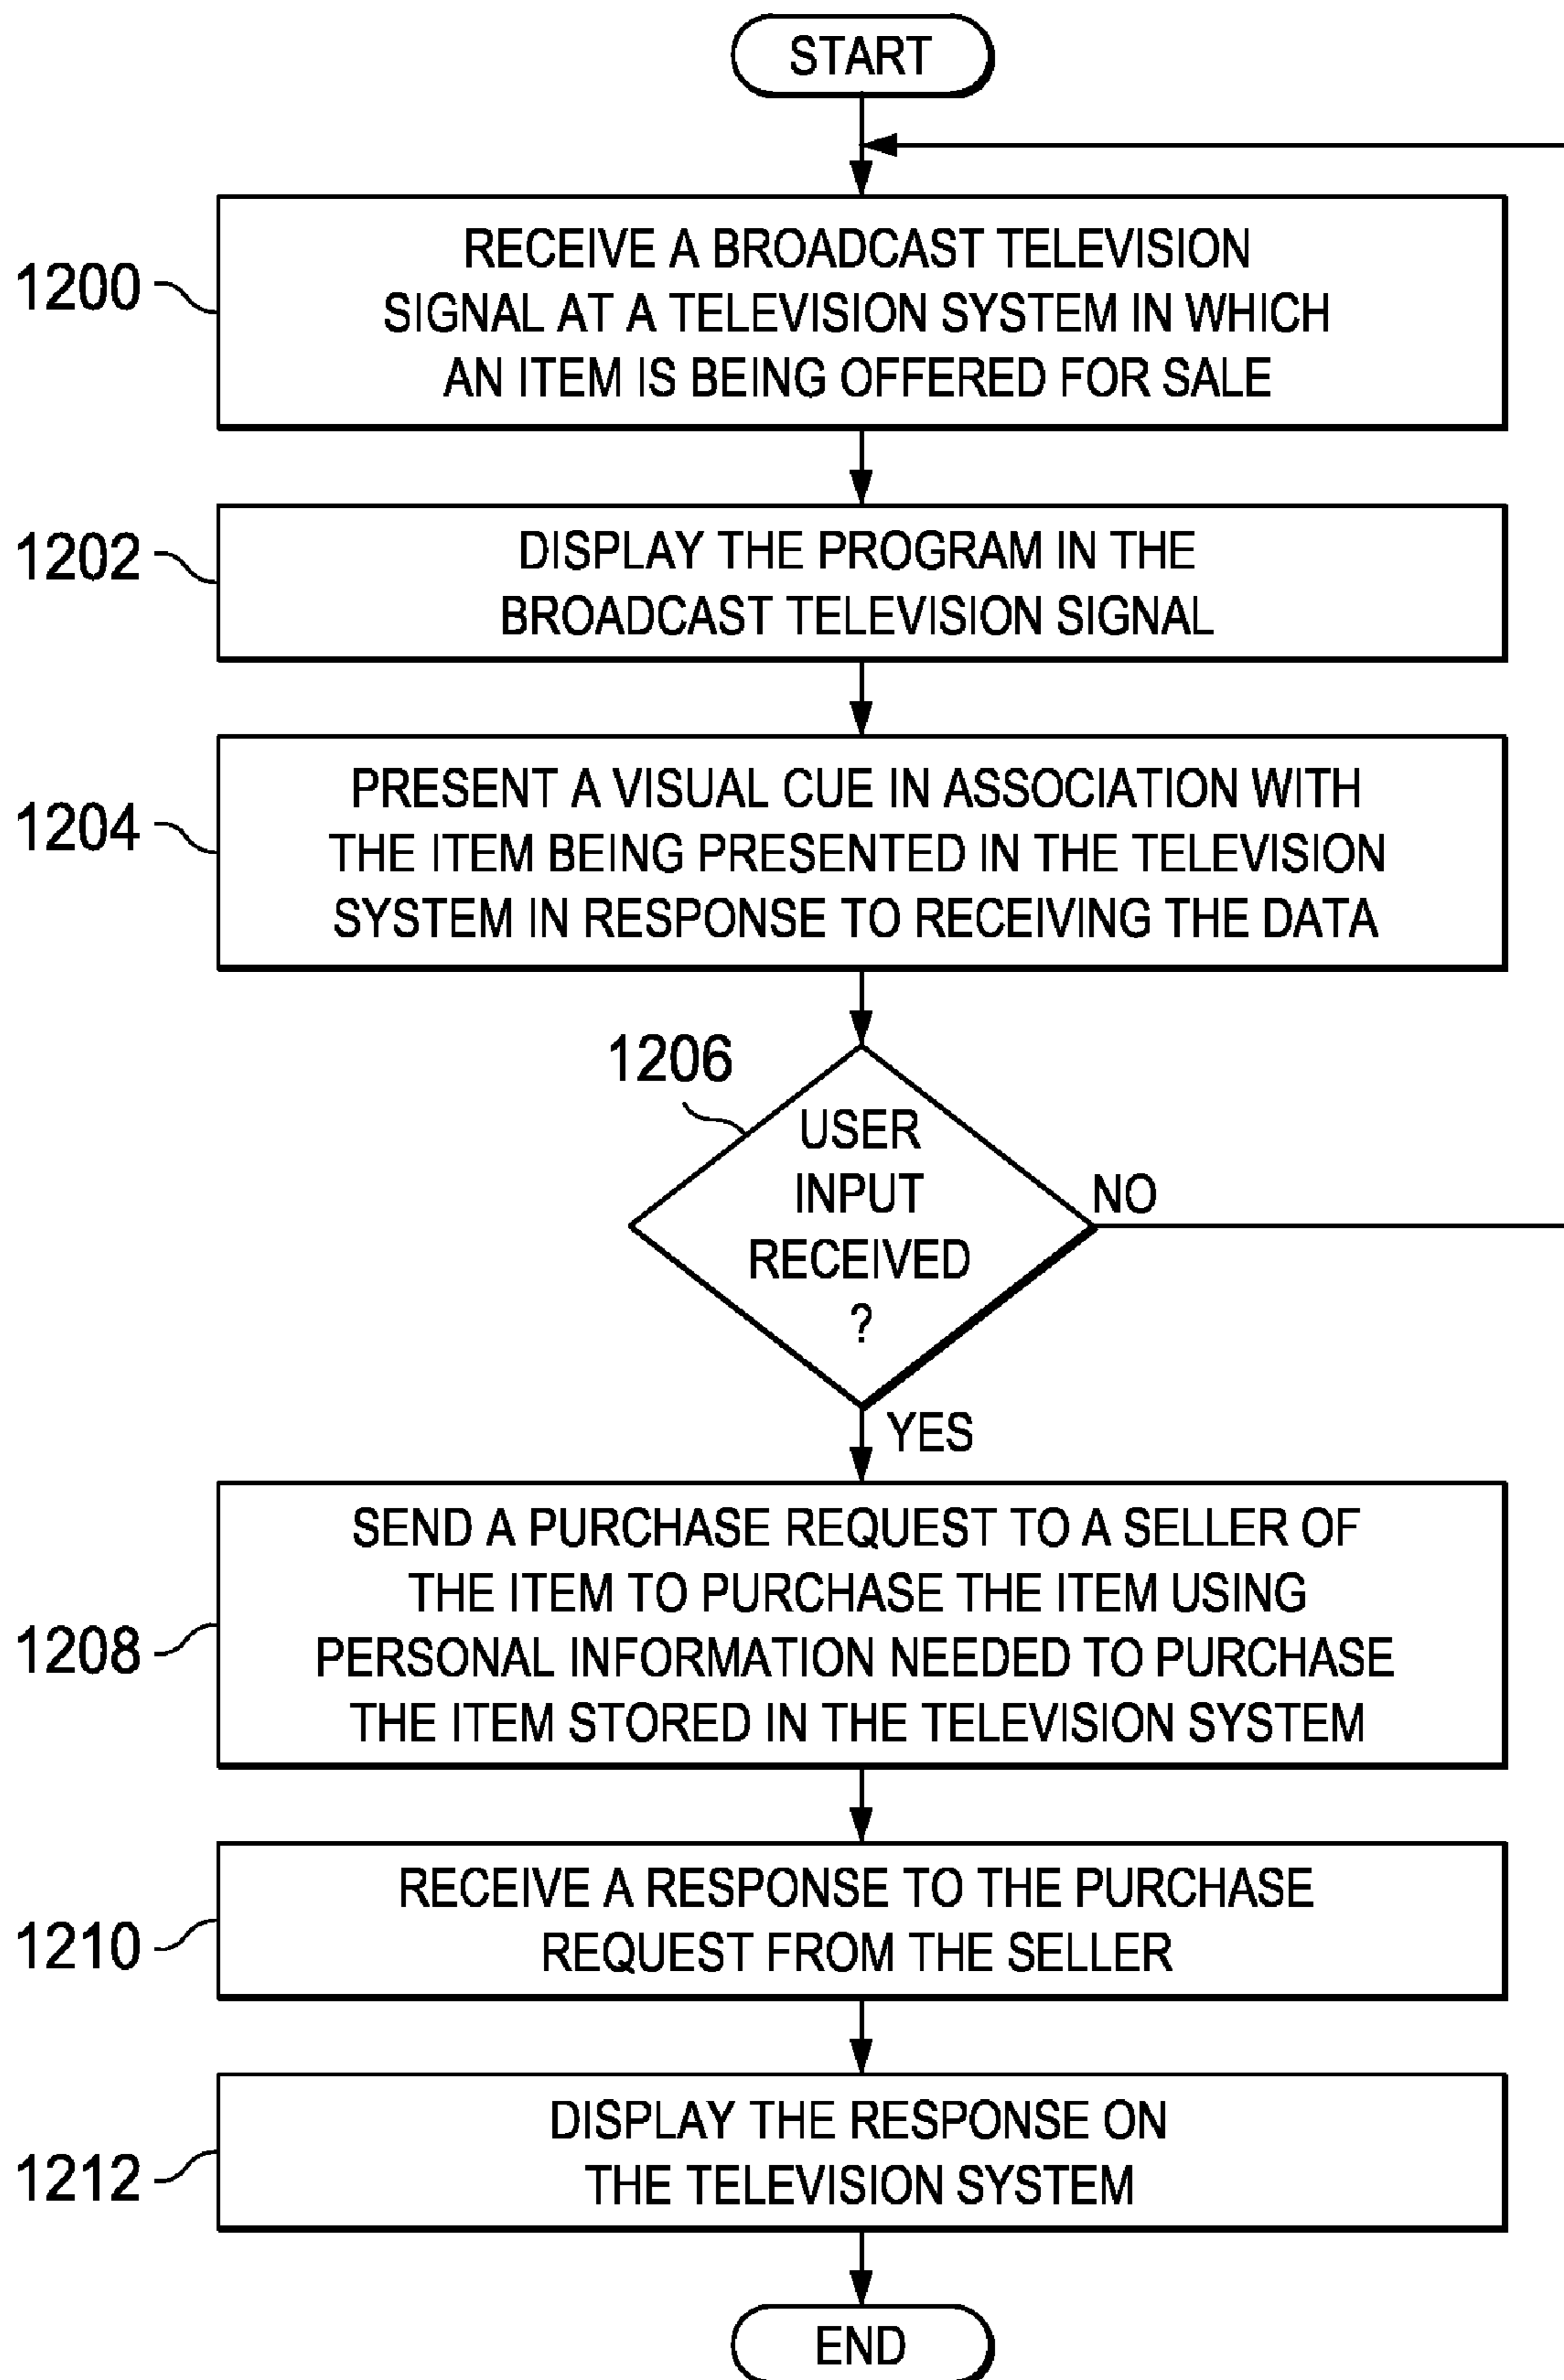 START
1200
RECEIVE A BROADCAST TELEVISION
SIGNAL AT A TELEVISION SYSTEM IN WHICH
AN ITEM IS BEING OFFERED FOR SALE
1202
DISPLAY THE PROGRAM IN THE
BROADCAST TELEVISION SIGNAL
1204
PRESENT A VISUAL CUE IN ASSOCIATION WITH
THE ITEM BEING PRESENTED IN THE TELEVISION
SYSTEM IN RESPONSE TO RECEIVING THE DATA
1206
USER
INPUT
RECEIVED
?
NO
YES
1208
SEND A PURCHASE REQUEST TO A SELLER OF
THE ITEM TO PURCHASE THE ITEM USING
PERSONAL INFORMATION NEEDED TO PURCHASE
THE ITEM STORED IN THE TELEVISION SYSTEM
1210
RECEIVE A RESPONSE TO THE PURCHASE
REQUEST FROM THE SELLER
1212
DISPLAY THE RESPONSE ON
THE TELEVISION SYSTEM
END